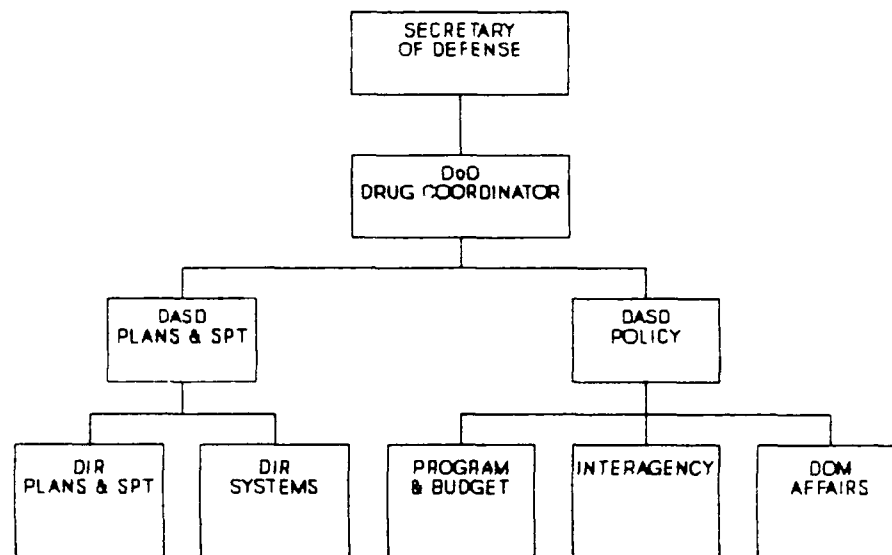 SECRETARY
OF DEFENSE
DoD
DRUG COORDINATOR
DASD
PLANS & SPT
DASD
POLICY
DIR
PLANS & SPT
DIR
SYSTEMS
PROGRAM
& BUDGET
INTERAGENCY
DOM
AFFAIRS